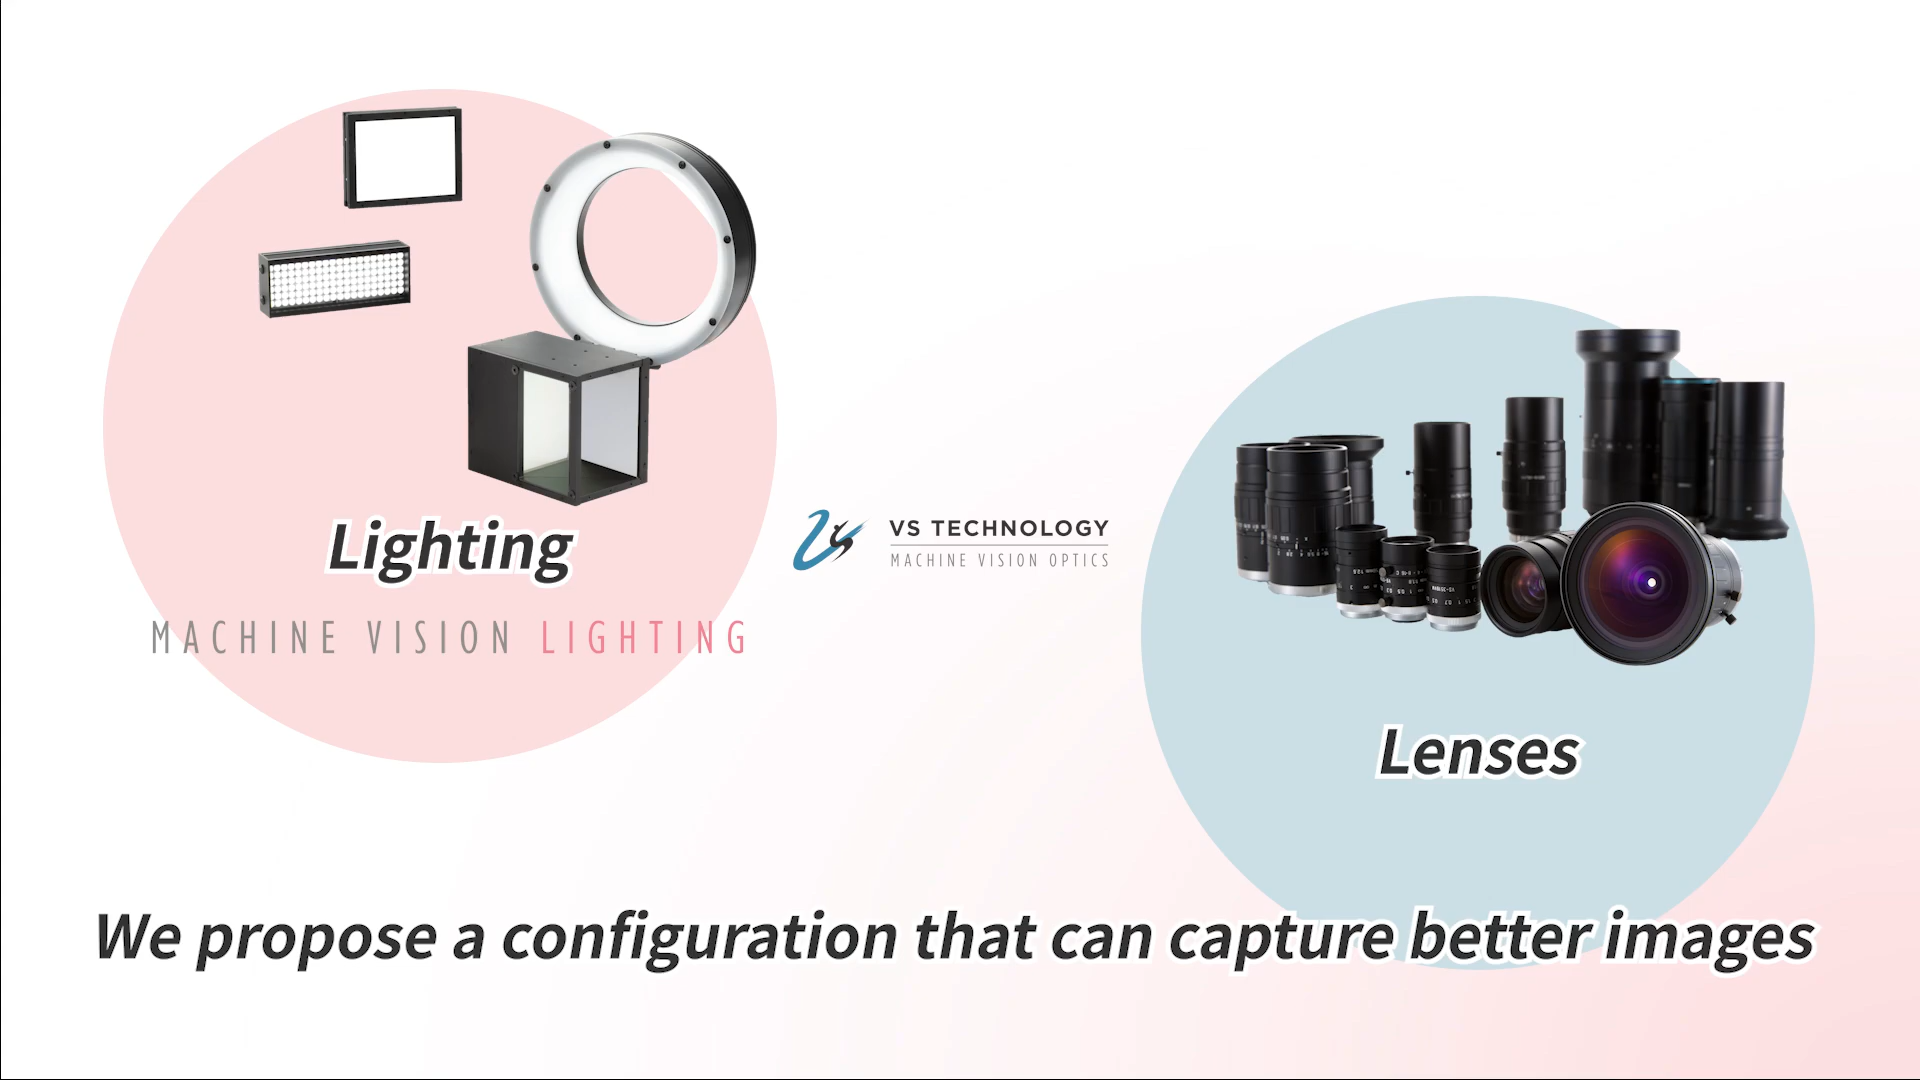 Lighting
MACHINE VISION LIGHTING
VS TECHNOLOGY
MACHINE VISION OPTICS
Lenses
We propose a configuration that can capture better images